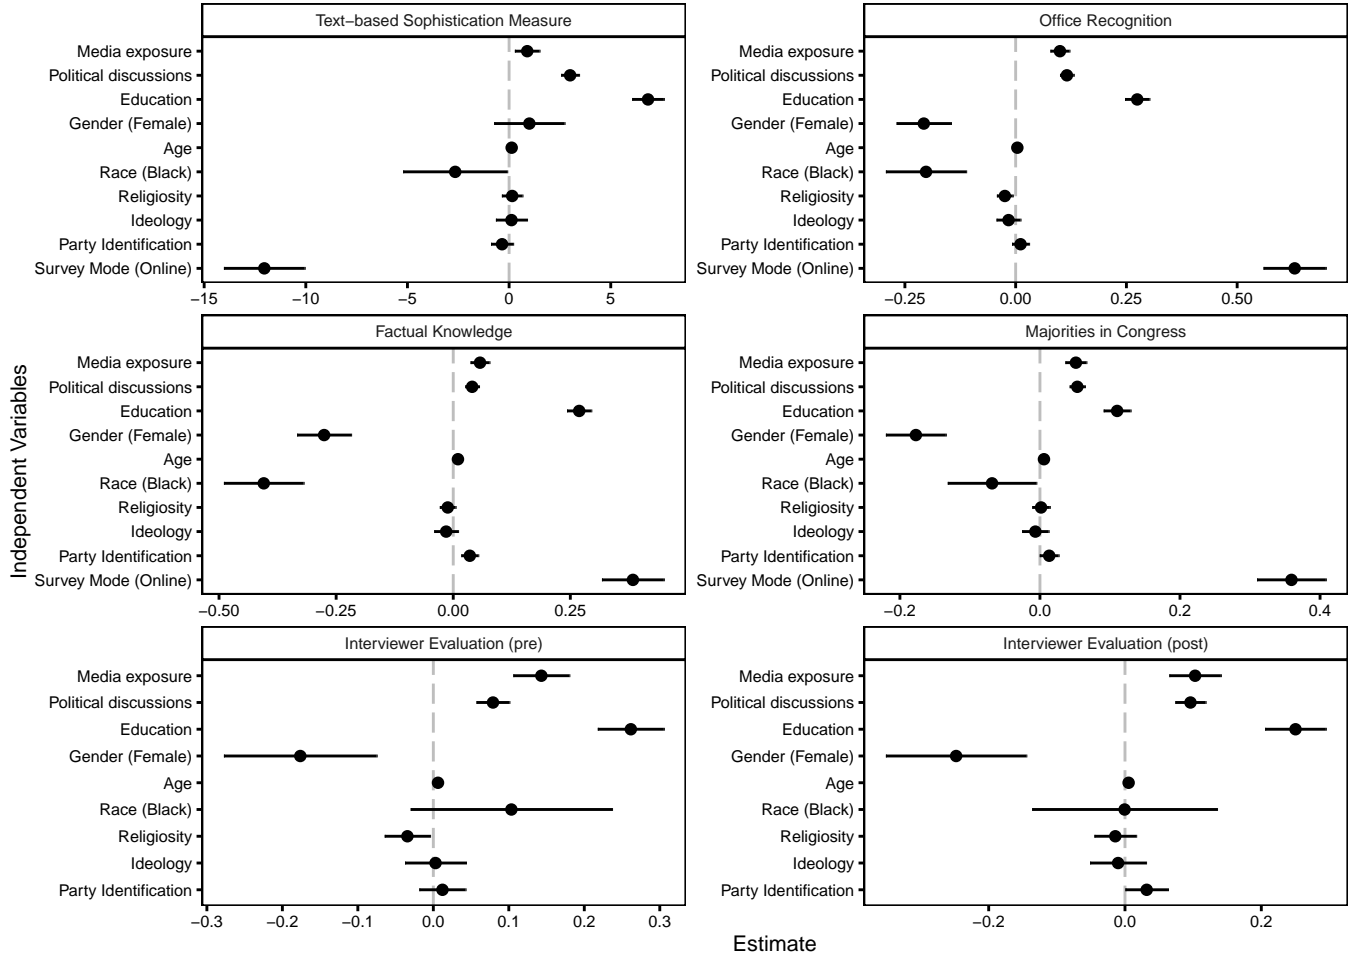 Text−based Sophistication Measure
Media exposure
Political discussions
Education
Gender (Female)
Age
Race (Black)
Religiosity
Ideology
Party Identification
Survey Mode (Online)
−15 −10 −5 0 5
Office Recognition
Media exposure
Political discussions
Education
Gender (Female)
Age
Race (Black)
Religiosity
Ideology
Party Identification
Survey Mode (Online)
−0.25 0.00 0.25 0.50
Independent Variables
Factual Knowledge
Media exposure
Political discussions
Education
Gender (Female)
Age
Race (Black)
Religiosity
Ideology
Party Identification
Survey Mode (Online)
−0.50 −0.25 0.00 0.25
Majorities in Congress
Media exposure
Political discussions
Education
Gender (Female)
Age
Race (Black)
Religiosity
Ideology
Party Identification
Survey Mode (Online)
−0.2 0.0 0.2 0.4
Interviewer Evaluation (pre)
Media exposure
Political discussions
Education
Gender (Female)
Age
Race (Black)
Religiosity
Ideology
Party Identification
−0.3 −0.2 −0.1 0.0 0.1 0.2 0.3
Interviewer Evaluation (post)
Media exposure
Political discussions
Education
Gender (Female)
Age
Race (Black)
Religiosity
Ideology
Party Identification
−0.2 0.0 0.2
Estimate